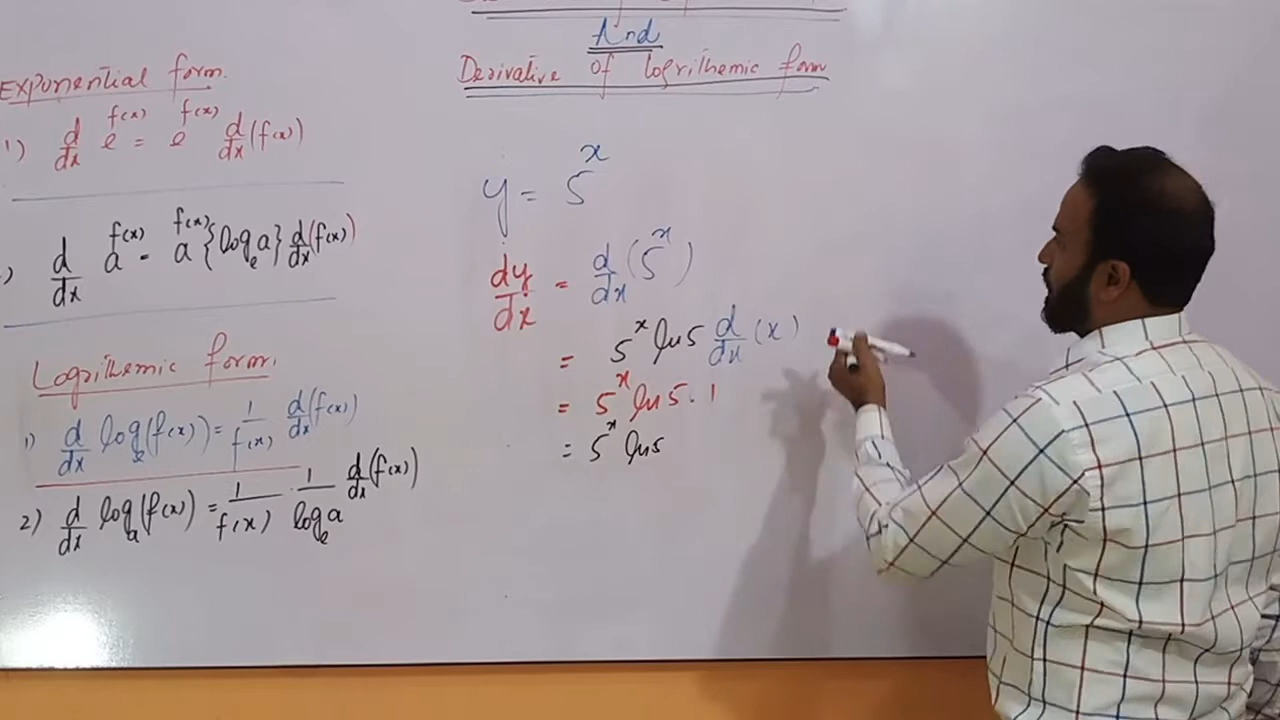 And
Derivative of logrithemic form
Exponential form.
1) d/dx e^f(x) = e^f(x) d/dx (f(x))
) d/dx a^f(x) = a^f(x) {log_e a} d/dx (f(x))
Logrithemic form.
1) d/dx log_e (f(x)) = 1/f(x) d/dx (f(x))
2) d/dx log_a (f(x)) = 1/f(x) . 1/log_e a d/dx (f(x))
y = 5^x
dy/dx = d/dx (5^x)
= 5^x ln5 d/dx (x)
= 5^x ln5 . 1
= 5^x ln5